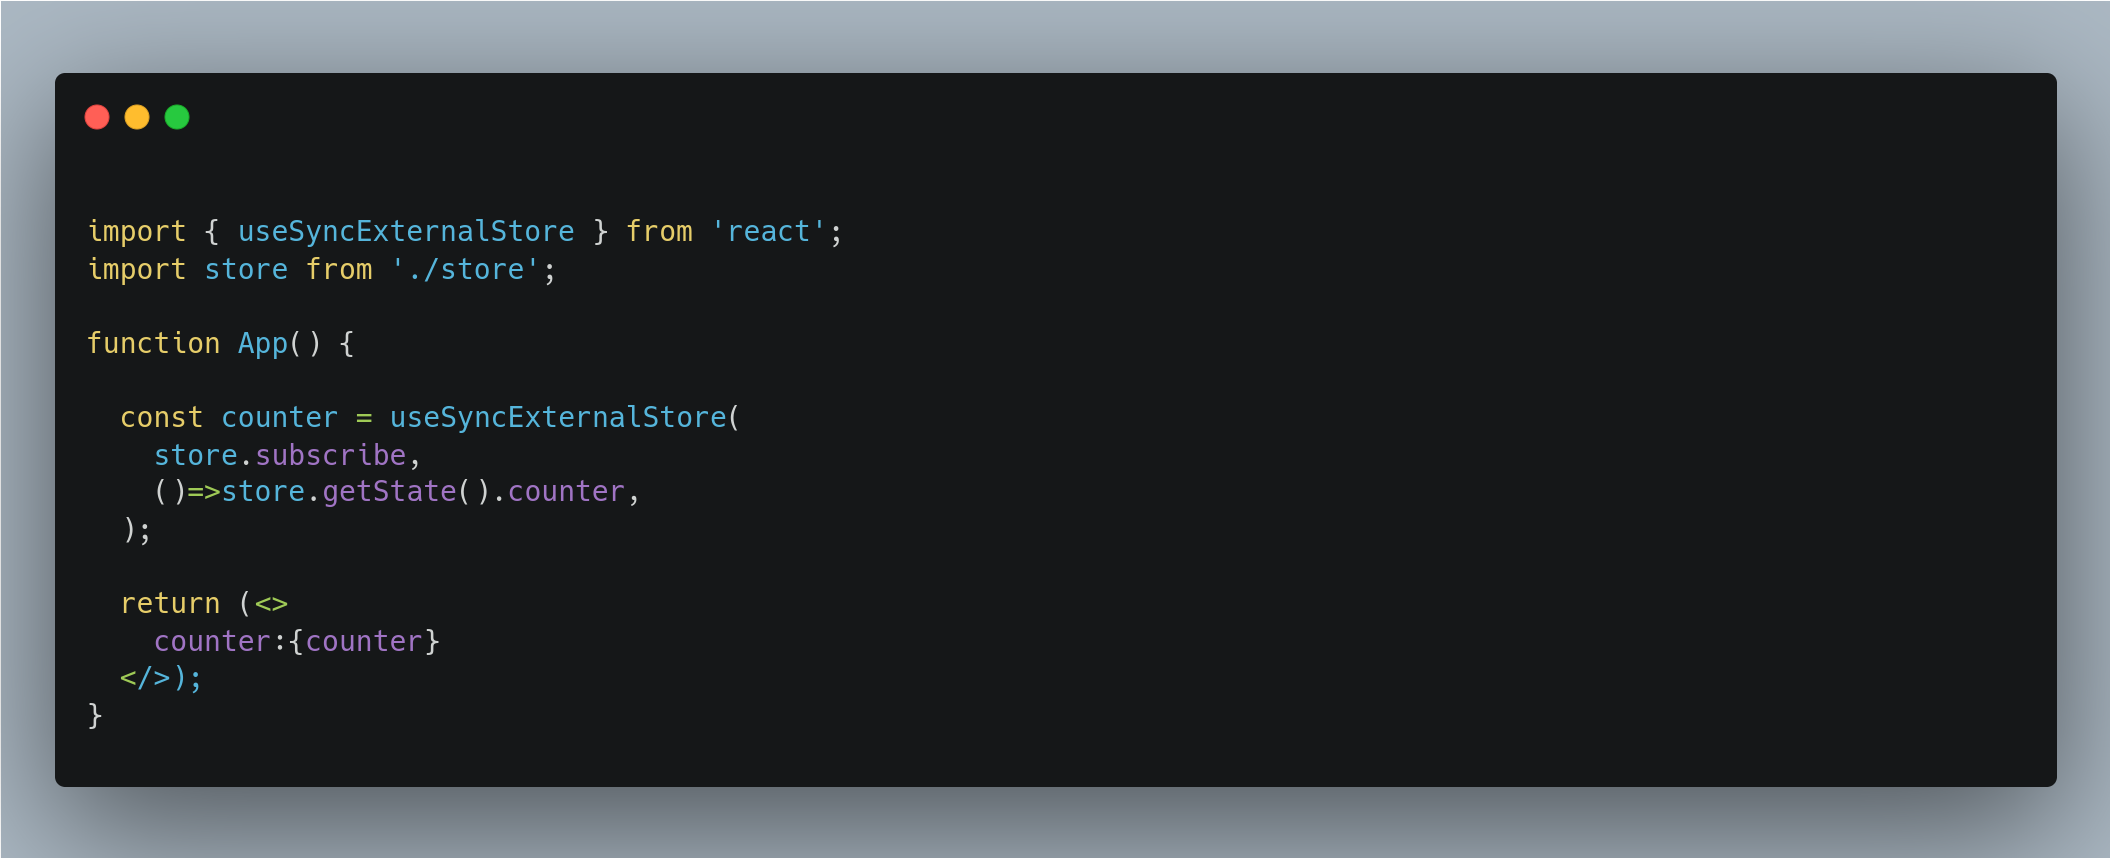 import { useSyncExternalStore } from 'react';
import store from './store';
function App() {
  const counter = useSyncExternalStore(
    store.subscribe,
    ()=>store.getState().counter,
  );
  return (<>
    counter:{counter}
  </>);
}